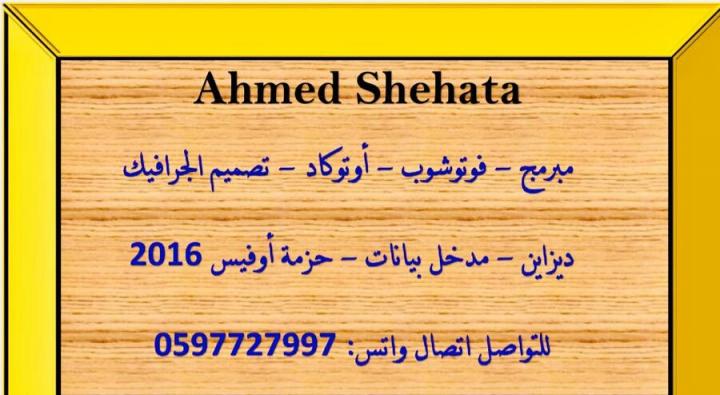 Ahmed Shehata
مبرمج – فوتوشوب – أوتوكاد – تصميم الجرافيك
ديزاين – مدخل بيانات – حزمة أوفيس 2016
للتواصل اتصال واتس: 0597727997